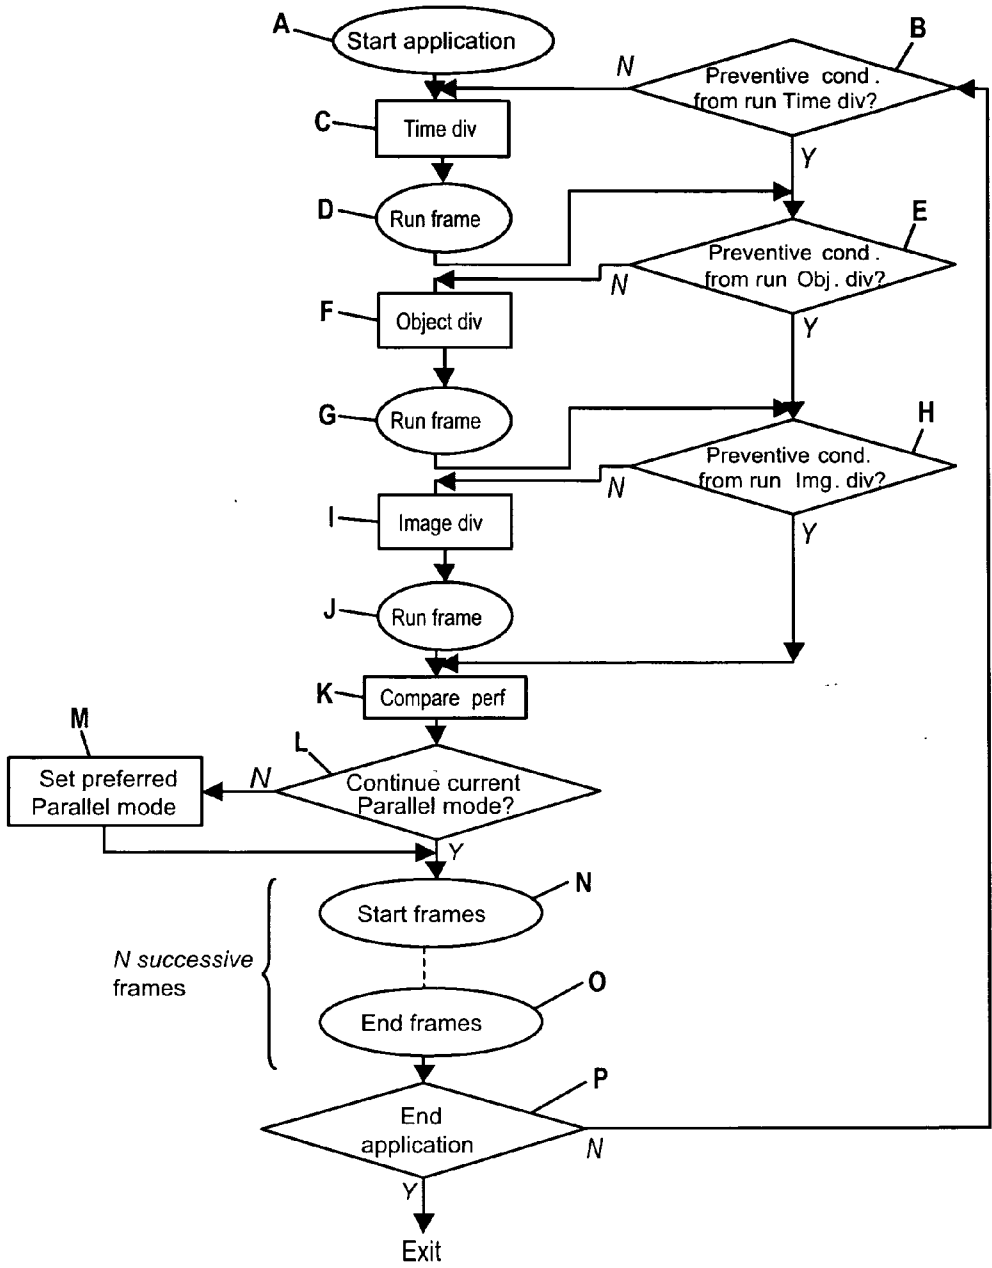 A
Start application
B
Preventive cond.
from run Time div?
N
Y
C
Time div
D
Run frame
E
Preventive cond.
from run Obj. div?
N
Y
F
Object div
G
Run frame
H
Preventive cond.
from run Img. div?
N
Y
I
Image div
J
Run frame
K
Compare perf
L
Continue current
Parallel mode?
N
Y
M
Set preferred
Parallel mode
N
Start frames
N successive
frames
O
End frames
P
End
application
N
Y
Exit